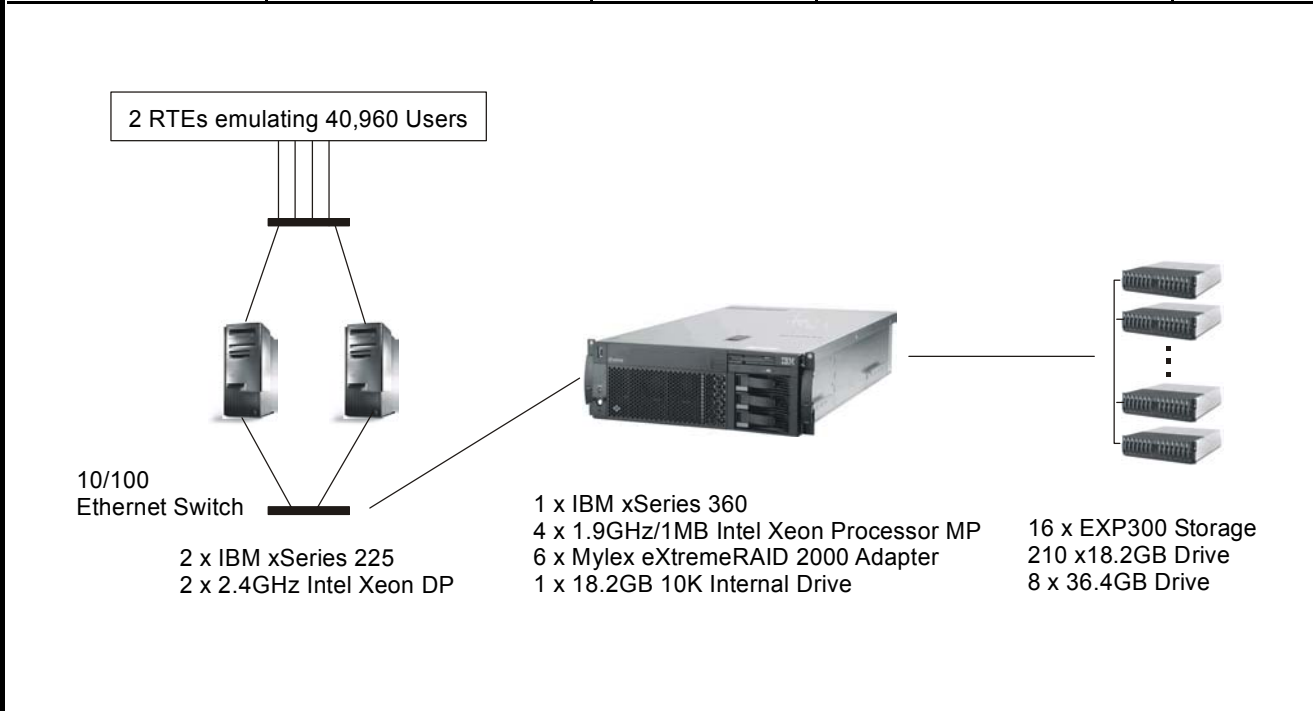 2 RTEs emulating 40,960 Users
10/100
Ethernet Switch
2 x IBM xSeries 225
2 x 2.4GHz Intel Xeon DP
IBM
1 x IBM xSeries 360
4 x 1.9GHz/1MB Intel Xeon Processor MP
6 x Mylex eXtremeRAID 2000 Adapter
1 x 18.2GB 10K Internal Drive
16 x EXP300 Storage
210 x18.2GB Drive
8 x 36.4GB Drive